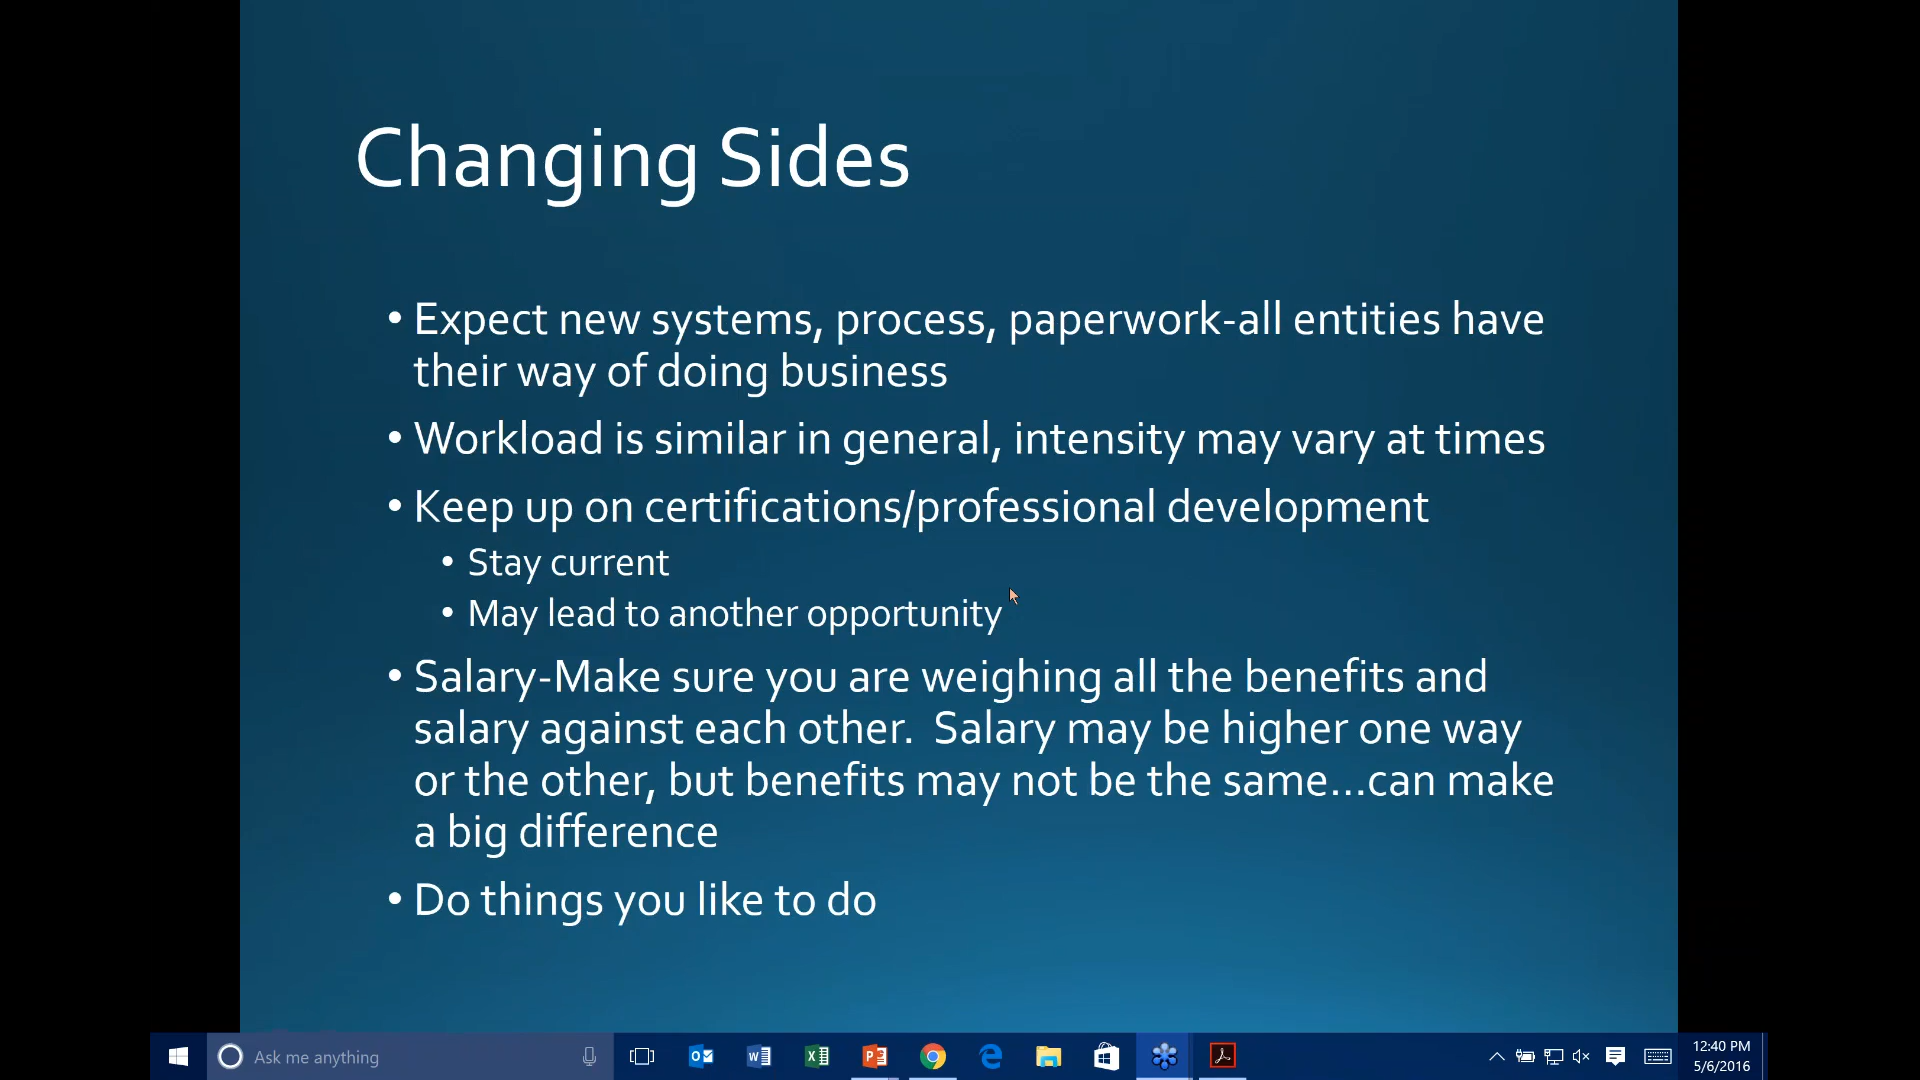 Changing Sides
• Expect new systems, process, paperwork-all entities have
their way of doing business
• Workload is similar in general, intensity may vary at times
• Keep up on certifications/professional development
• Stay current
• May lead to another opportunity
• Salary-Make sure you are weighing all the benefits and
salary against each other.  Salary may be higher one way
or the other, but benefits may not be the same...can make
a big difference
• Do things you like to do
Ask me anything
12:40 PM
5/6/2016